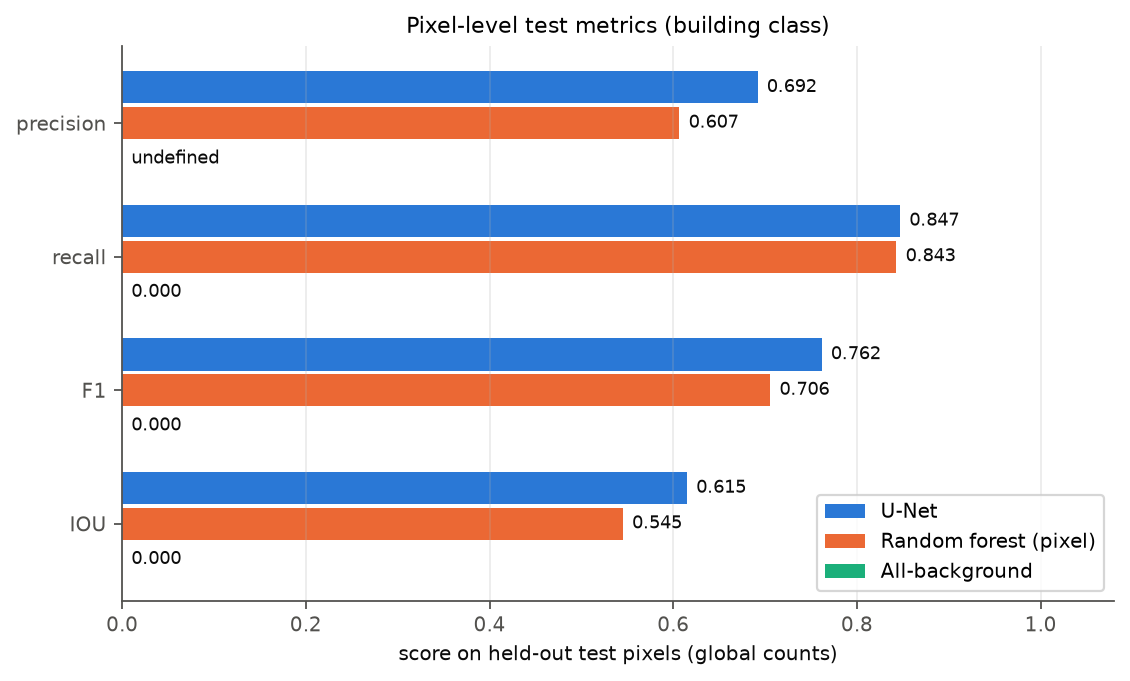 Pixel-level test metrics (building class)
precision
0.692
0.607
undefined
recall
0.847
0.843
0.000
F1
0.762
0.706
0.000
IOU
0.615
0.545
0.000
U-Net
Random forest (pixel)
All-background
0.0 0.2 0.4 0.6 0.8 1.0
score on held-out test pixels (global counts)